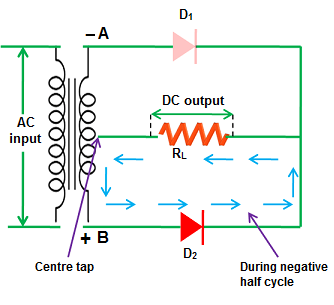 D1
– A
DC output
AC
input
RL
+ B
D2
Centre tap
During negative
half cycle